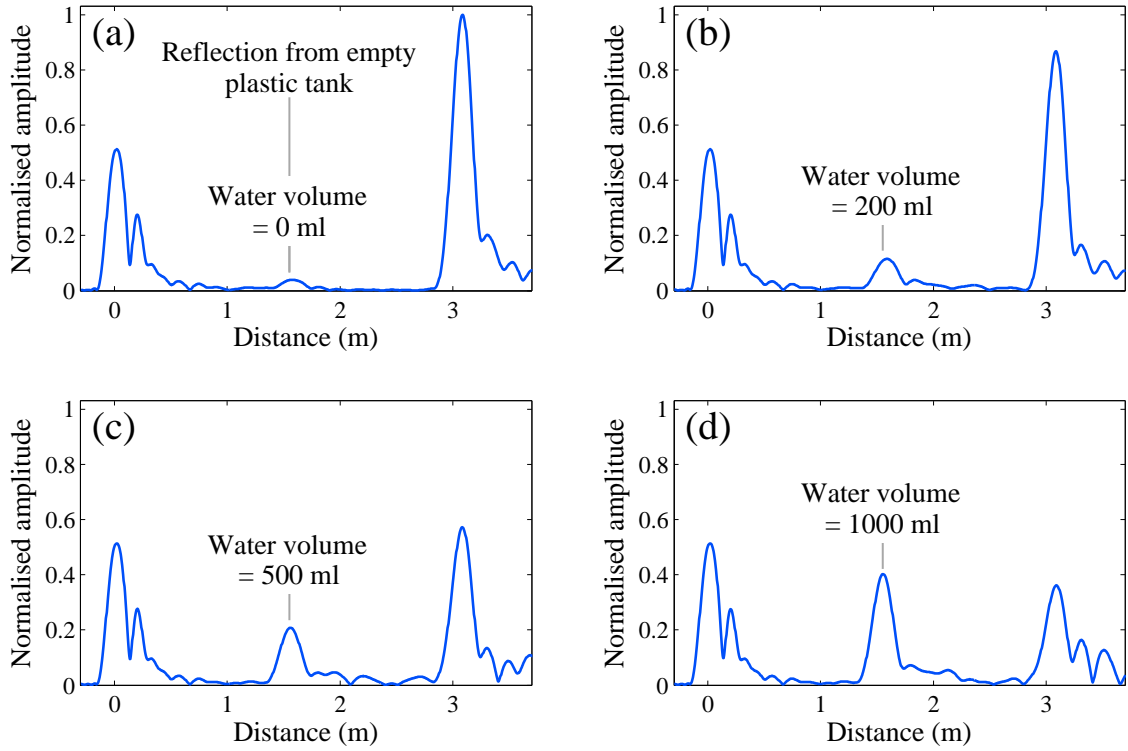 (a)
Reflection from empty
plastic tank
Water volume
= 0 ml
Normalised amplitude
1
0.8
0.6
0.4
0.2
0
0 1 2 3
Distance (m)
(b)
Water volume
= 200 ml
Normalised amplitude
1
0.8
0.6
0.4
0.2
0
0 1 2 3
Distance (m)
(c)
Water volume
= 500 ml
Normalised amplitude
1
0.8
0.6
0.4
0.2
0
0 1 2 3
Distance (m)
(d)
Water volume
= 1000 ml
Normalised amplitude
1
0.8
0.6
0.4
0.2
0
0 1 2 3
Distance (m)